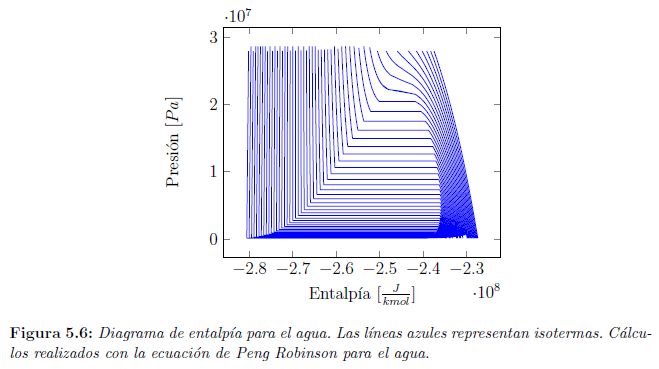 ·10⁷
3
2
1
0
Presión [Pa]
−2.8 −2.7 −2.6 −2.5 −2.4 −2.3
Entalpía [J/kmol]
·10⁸
Figura 5.6: Diagrama de entalpía para el agua. Las líneas azules representan isotermas. Cálcu-
los realizados con la ecuación de Peng Robinson para el agua.